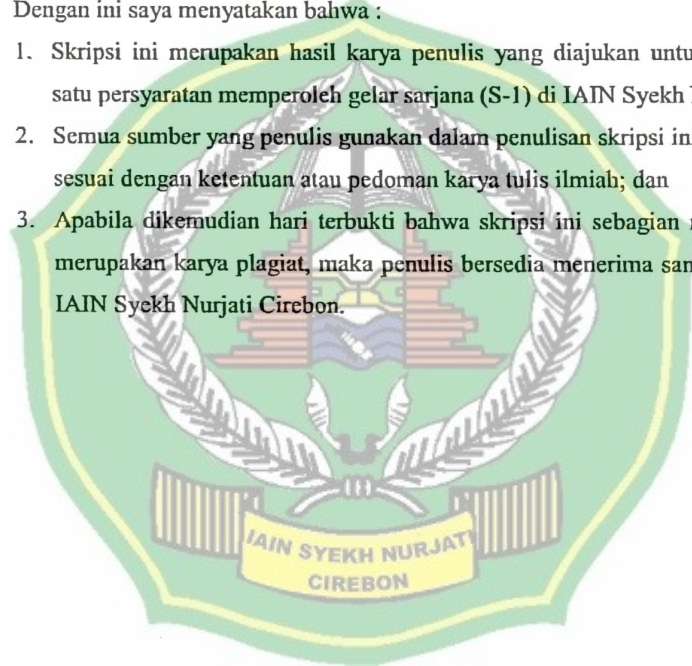 Dengan ini saya menyatakan bahwa :
1. Skripsi ini merupakan hasil karya penulis yang diajukan untu
satu persyaratan memperoleh gelar sarjana (S-1) di IAIN Syekh
2. Semua sumber yang penulis gunakan dalam penulisan skripsi in
sesuai dengan ketentuan atau pedoman karya tulis ilmiah; dan
3. Apabila dikemudian hari terbukti bahwa skripsi ini sebagian
merupakan karya plagiat, maka penulis bersedia menerima san
IAIN Syekh Nurjati Cirebon.
IAIN SYEKH NURJATI
CIREBON